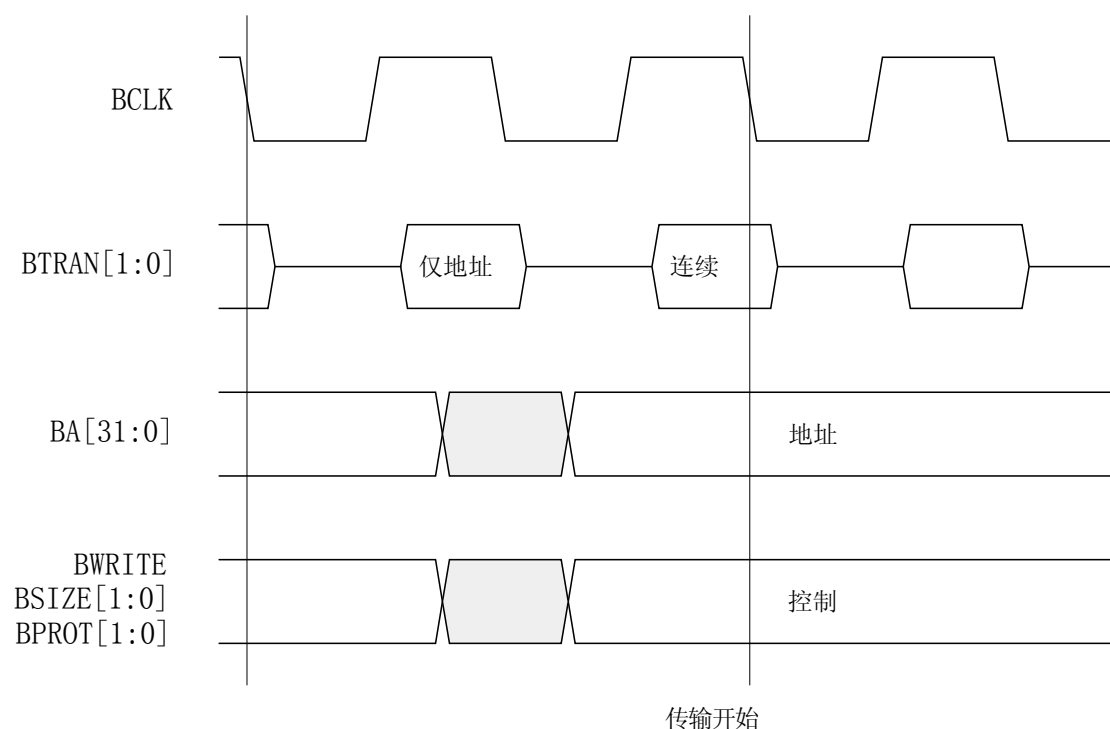 BCLK
BTRAN[1:0]
仅地址
连续
BA[31:0]
地址
BWRITE
BSIZE[1:0]
BPROT[1:0]
控制
传输开始